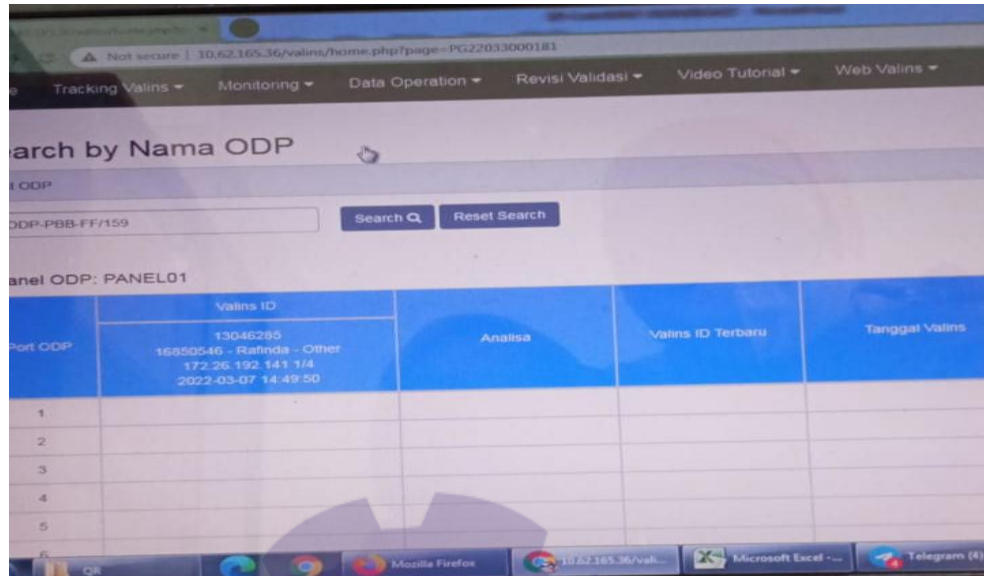 Not secure | 10.62.165.36/valins/home.php?page=PG22033000181
Tracking Valins Monitoring Data Operation Revisi Validasi Video Tutorial Web Valins
arch by Nama ODP
ODP
ODP-PBB-FF/159 Search Reset Search
anel ODP: PANEL01
Port ODP Valins ID Analisa Valins ID Terbaru Tanggal Valins
13046285
16850546 - Rafinda - Other
172.26.192.141 1/4
2022-03-07 14:49:50
1
2
3
4
5
6
QR Mozilla Firefox 10.62.165.36/vali... Microsoft Excel -... Telegram (4)